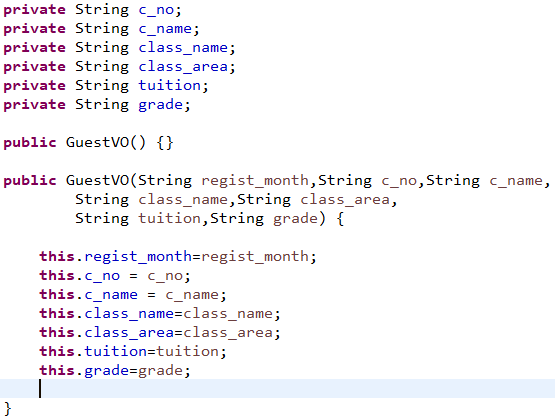 private String c_no;
private String c_name;
private String class_name;
private String class_area;
private String tuition;
private String grade;
public GuestVO() {}
public GuestVO(String regist_month,String c_no,String c_name,
String class_name,String class_area,
String tuition,String grade) {
this.regist_month=regist_month;
this.c_no = c_no;
this.c_name = c_name;
this.class_name=class_name;
this.class_area=class_area;
this.tuition=tuition;
this.grade=grade;
}